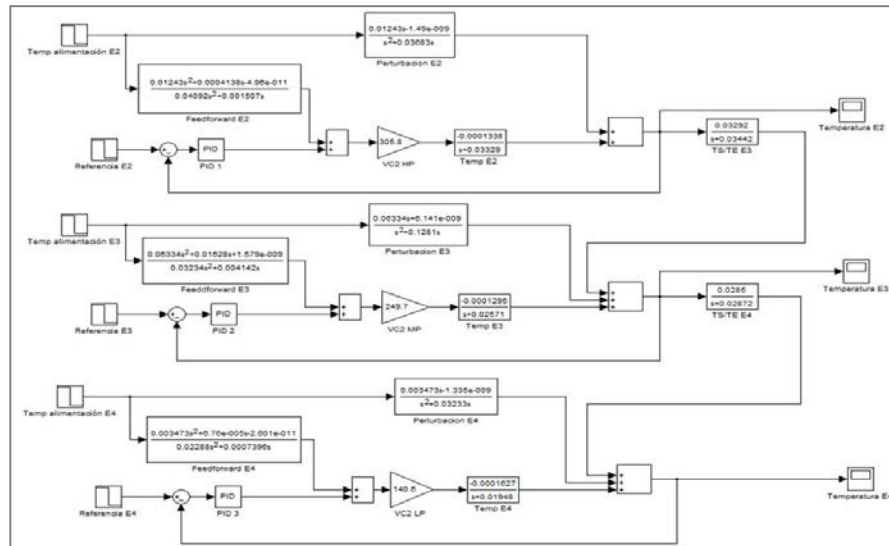 0.01243s-1.49e-009
s²+0.03683s
Perturbacion E2
Temp alimentación E2
0.01243s²+0.0004138s-4.96e-011
0.04092s²+0.001507s
Feedforward E2
Temperatura E2
Referencia E2
PID
PID 1
305.8
VC2 HP
-0.0001338
s+0.03329
Temp E2
0.03292
s+0.03442
TS/TE E3
0.06334s+6.141e-009
s²+0.1281s
Perturbacion E3
Temp alimentación E3
0.06334s²+0.01628s+1.579e-009
0.03234s²+0.004142s
Feeddforward E3
Temperatura E3
Referencia E3
PID
PID 2
249.7
VC2 MP
-0.0001296
s+0.02571
Temp E3
0.0285
s+0.02872
TS/TE E4
0.003473s-1.336e-009
s²+0.03233s
Perturbacion E4
Temp alimentación E4
0.003473s²+6.76e-005s-2.601e-011
0.02288s²+0.0007396s
Feedforward E4
Referencia E4
PID
PID 3
140.6
VC2 LP
-0.0001627
s+0.01948
Temp E4
Temperatura E4